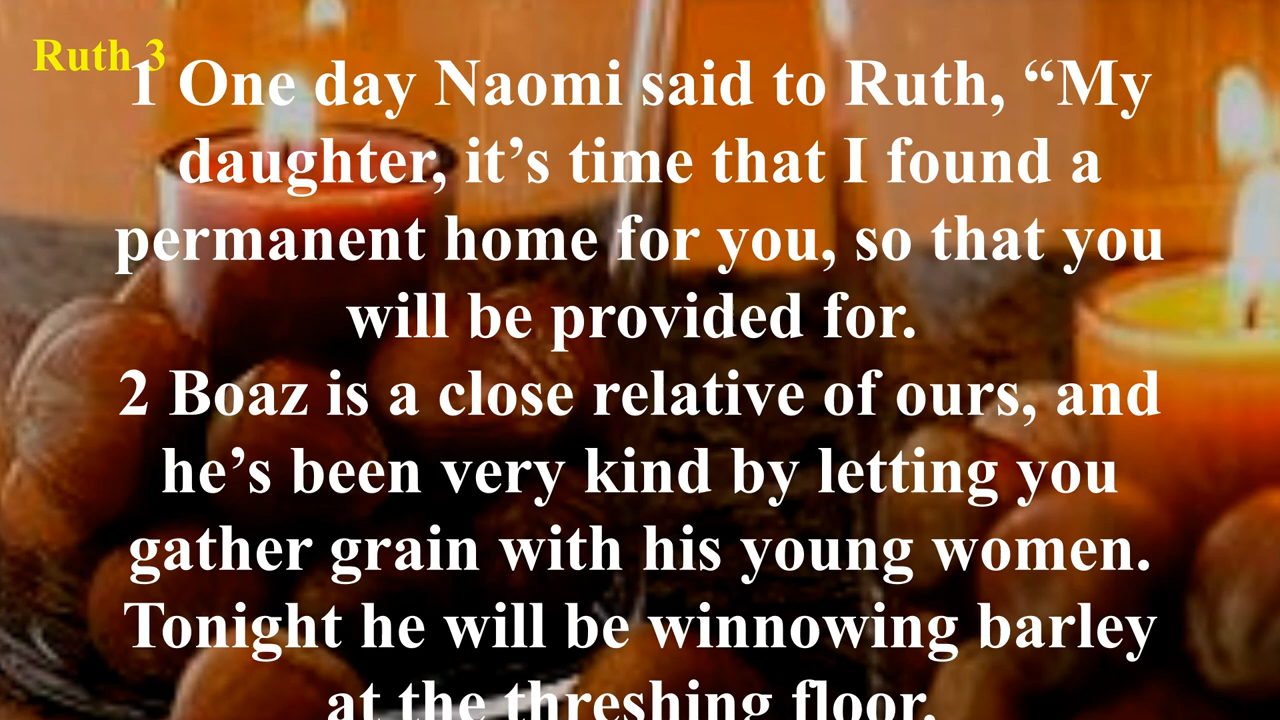 Ruth 3
1 One day Naomi said to Ruth, “My
daughter, it’s time that I found a
permanent home for you, so that you
will be provided for.
2 Boaz is a close relative of ours, and
he’s been very kind by letting you
gather grain with his young women.
Tonight he will be winnowing barley
at the threshing floor.